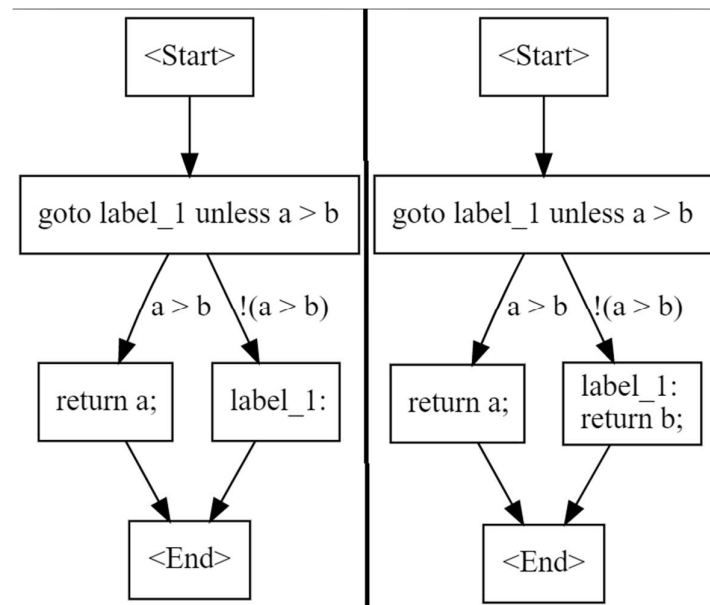 <Start>
goto label_1 unless a > b
a > b
!(a > b)
return a;
label_1:
<End>
<Start>
goto label_1 unless a > b
a > b
!(a > b)
return a;
label_1:
return b;
<End>